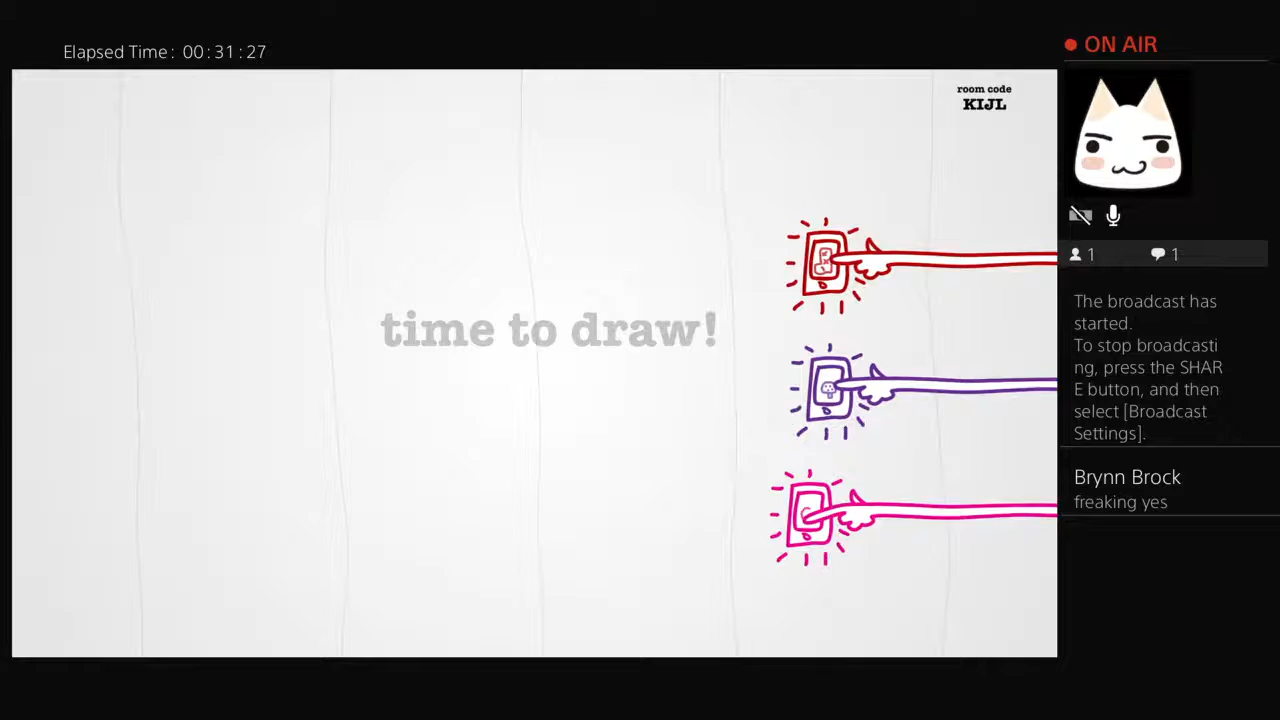 Elapsed Time: 00:31:27
ON AIR
room code
KIJL
time to draw!
1
1
The broadcast has
started.
To stop broadcasti
ng, press the SHAR
E button, and then
select [Broadcast
Settings].
Brynn Brock
freaking yes